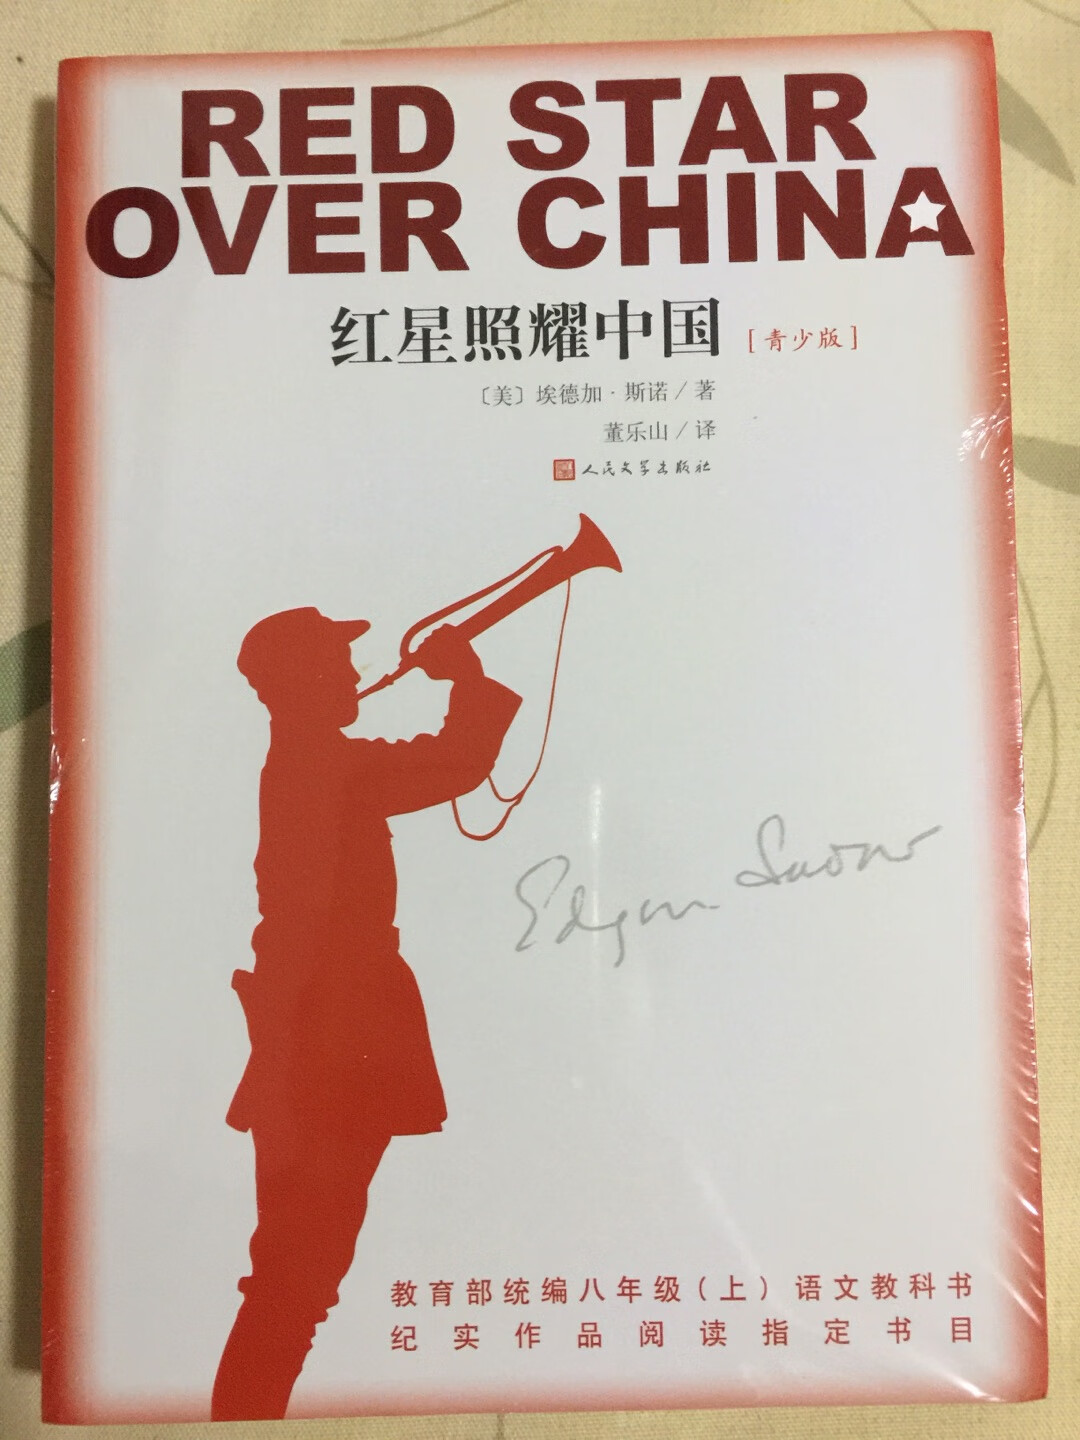 RED STAR
OVER CHINA
红星照耀中国 [青少版]
〔美〕埃德加·斯诺／著
董乐山／译
人民文学出版社
Edgar Snow
教育部统编八年级（上）语文教科书
纪实作品阅读指定书目